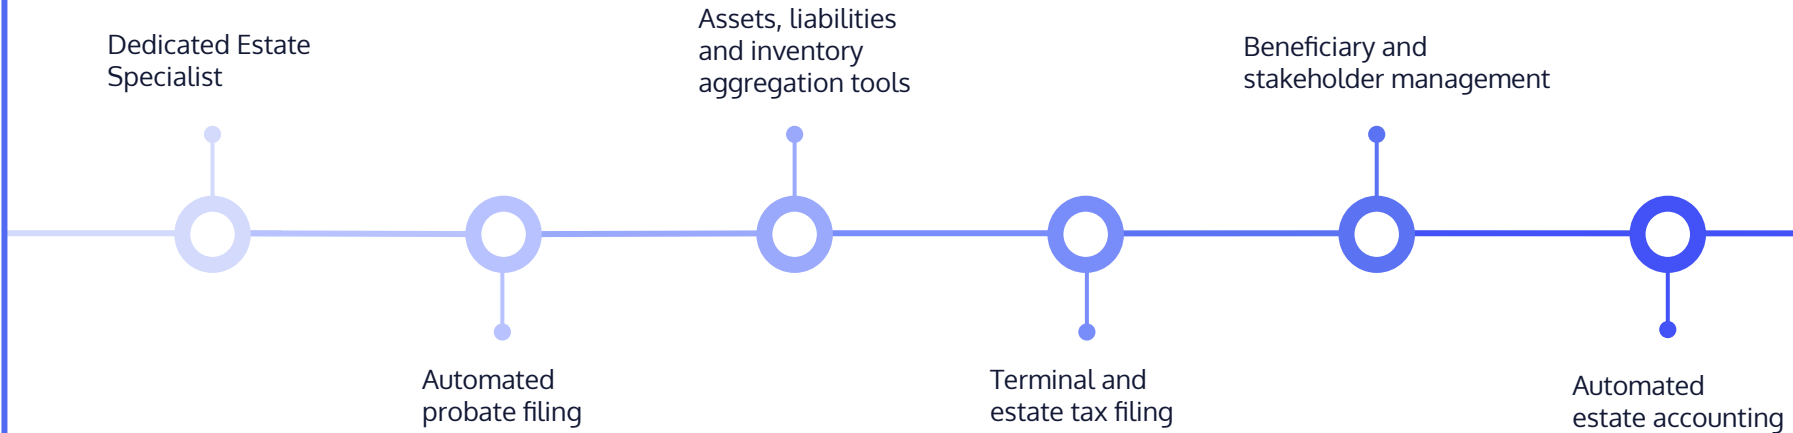 Dedicated Estate
Specialist
Automated
probate filing
Assets, liabilities
and inventory
aggregation tools
Terminal and
estate tax filing
Beneficiary and
stakeholder management
Automated
estate accounting